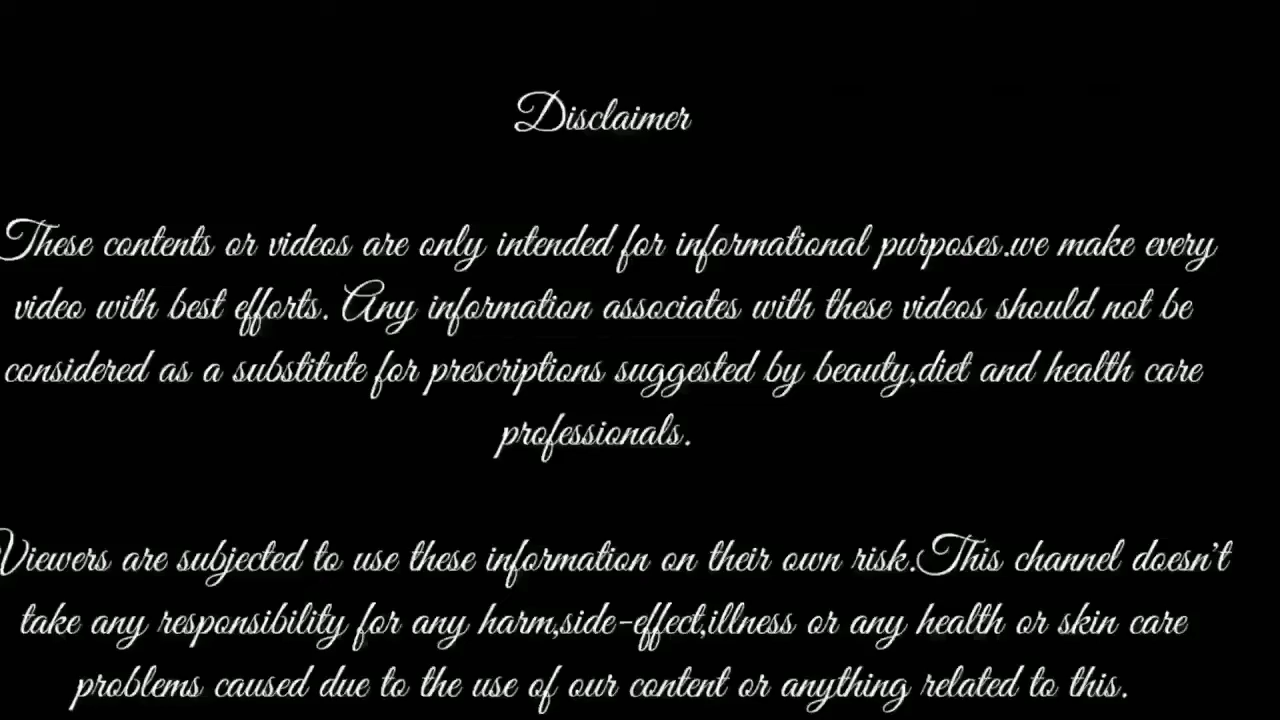 Disclaimer
These contents or videos are only intended for informational purposes.we make every
video with best efforts. Any information associates with these videos should not be
considered as a substitute for prescriptions suggested by beauty,diet and health care
professionals.
Viewers are subjected to use these information on their own risk.This channel doesn't
take any responsibility for any harm,side-effect,illness or any health or skin care
problems caused due to the use of our content or anything related to this.